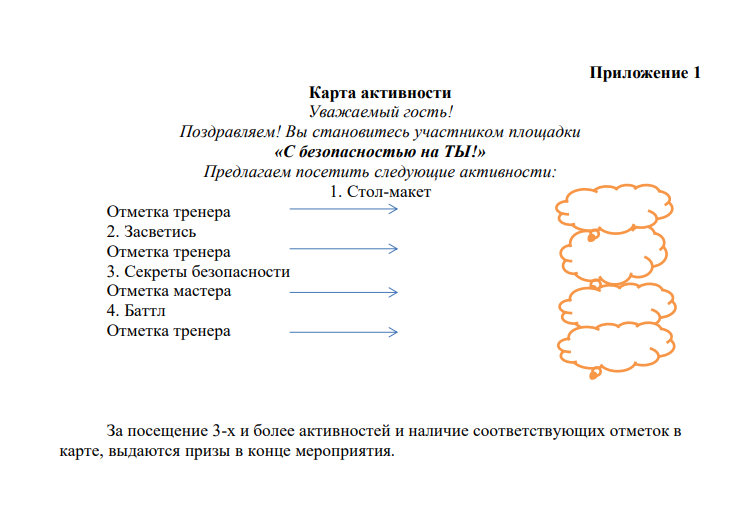 Приложение 1
Карта активности
Уважаемый гость!
Поздравляем! Вы становитесь участником площадки
«С безопасностью на ТЫ!»
Предлагаем посетить следующие активности:
1. Стол-макет
Отметка тренера
2. Засветись
Отметка тренера
3. Секреты безопасности
Отметка мастера
4. Баттл
Отметка тренера
За посещение 3-х и более активностей и наличие соответствующих отметок в
карте, выдаются призы в конце мероприятия.